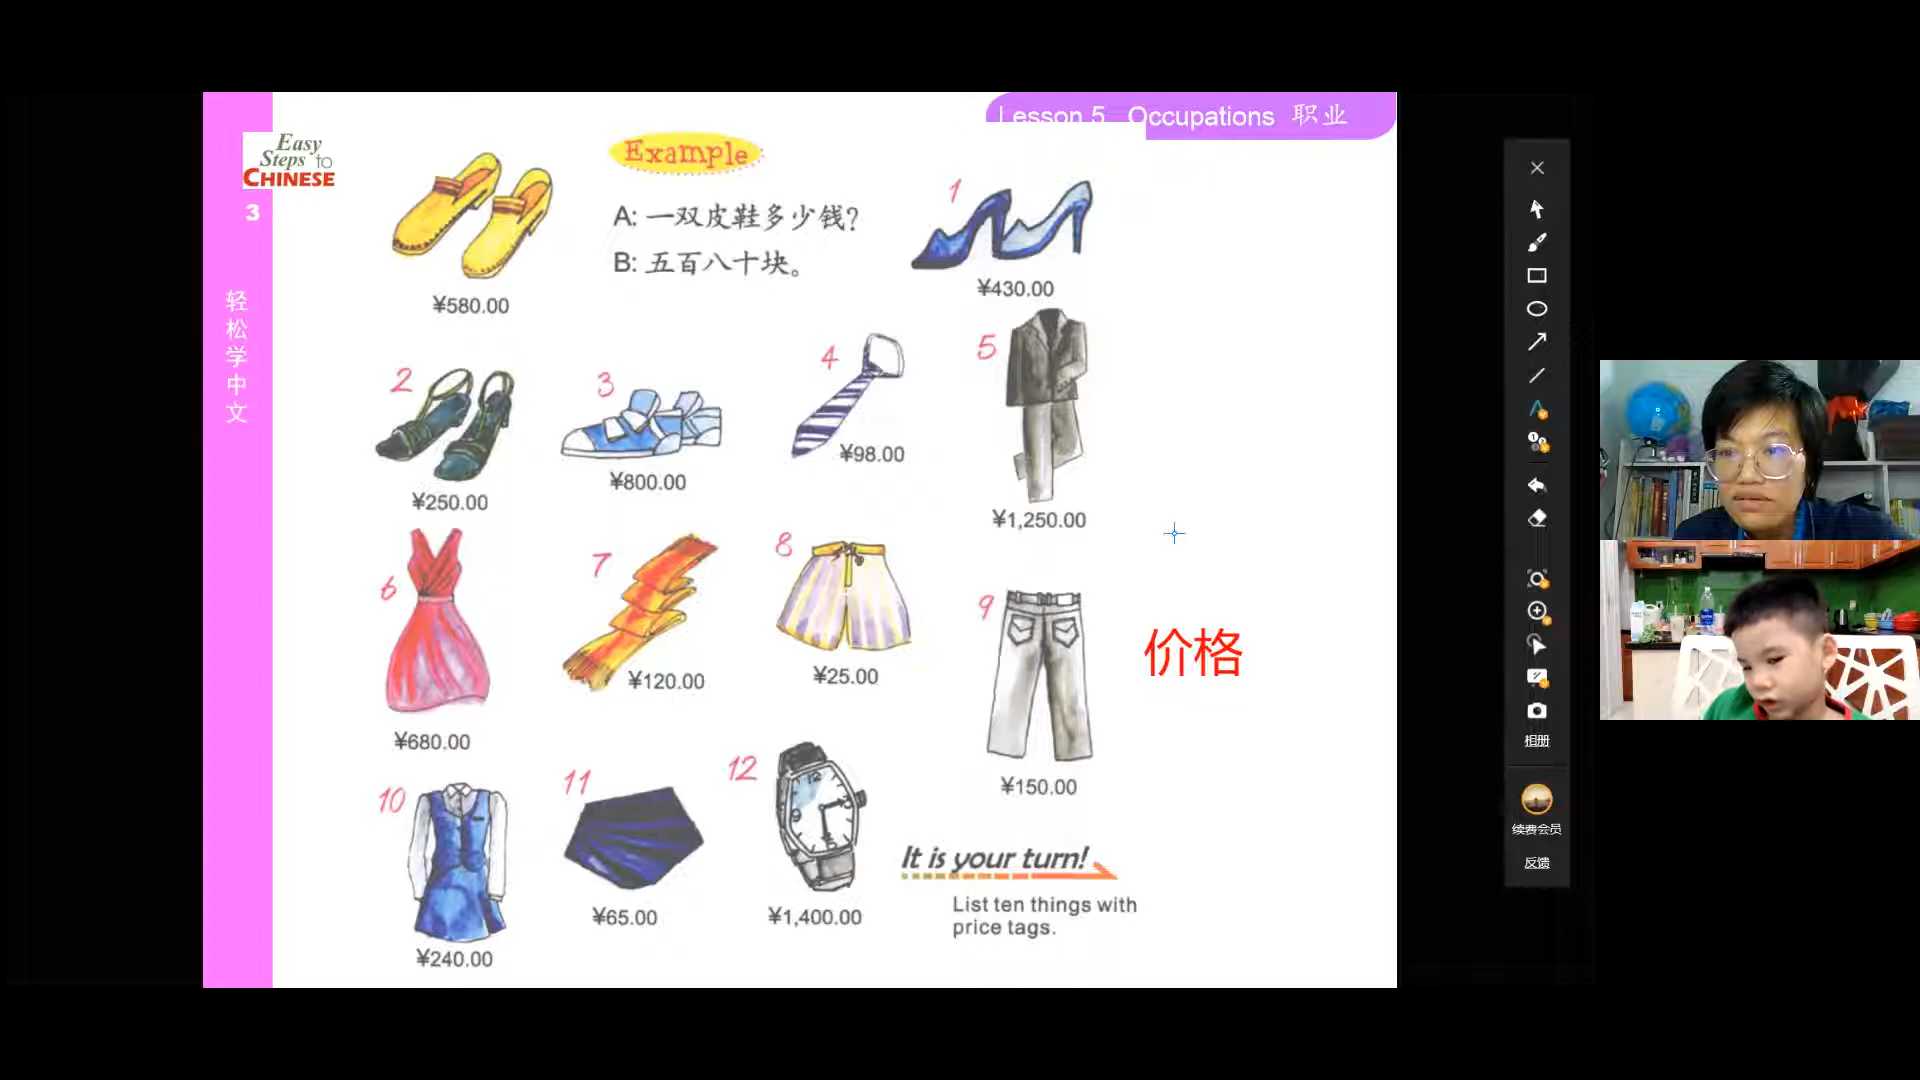 Lesson 5 Occupations 职业
Easy
Steps to
CHINESE
3
轻松学中文
Example
A: 一双皮鞋多少钱?
B: 五百八十块。
¥580.00
1
¥430.00
2
¥250.00
3
¥800.00
4
¥98.00
5
¥1,250.00
6
¥680.00
7
¥120.00
8
¥25.00
9
¥150.00
价格
10
¥240.00
11
¥65.00
12
¥1,400.00
It is your turn!
List ten things with
price tags.
相册
续费会员
反馈